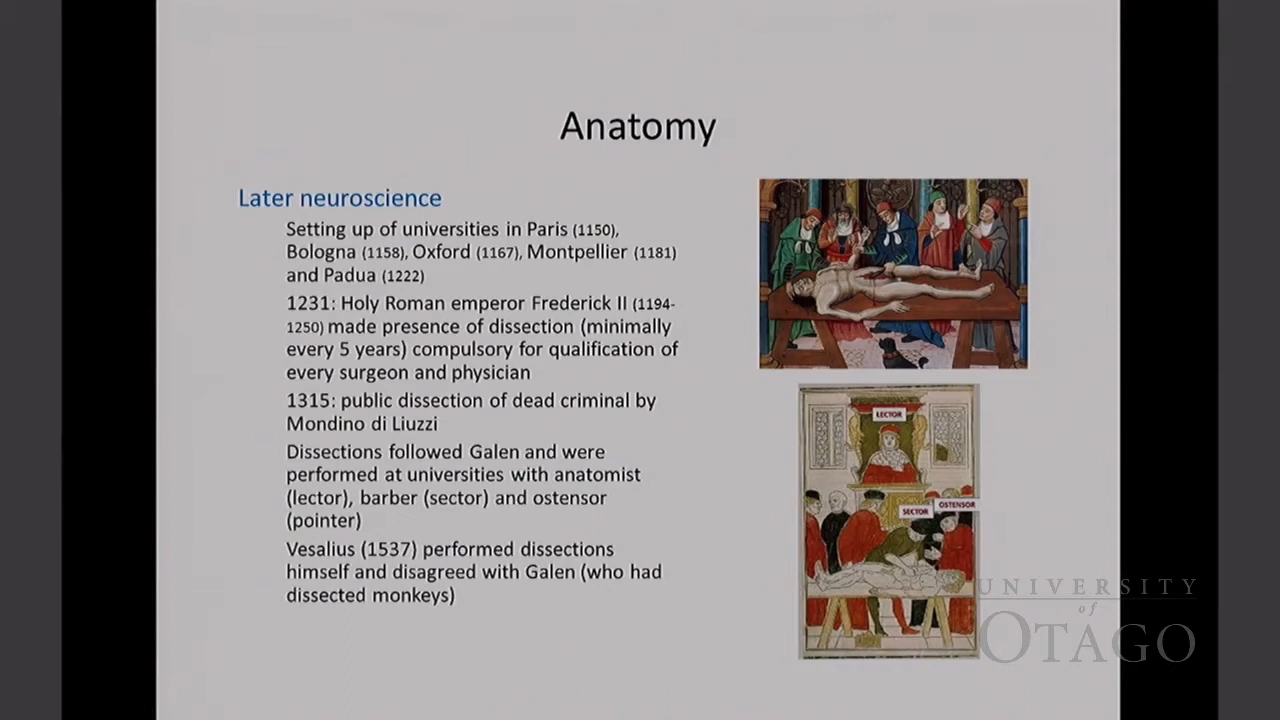 Anatomy
Later neuroscience
Setting up of universities in Paris (1150),
Bologna (1158), Oxford (1167), Montpellier (1181)
and Padua (1222)
1231: Holy Roman emperor Frederick II (1194-
1250) made presence of dissection (minimally
every 5 years) compulsory for qualification of
every surgeon and physician
1315: public dissection of dead criminal by
Mondino di Liuzzi
Dissections followed Galen and were
performed at universities with anatomist
(lector), barber (sector) and ostensor
(pointer)
Vesalius (1537) performed dissections
himself and disagreed with Galen (who had
dissected monkeys)
LECTOR
SECTOR
OSTENSOR
UNIVERSITY
of
OTAGO